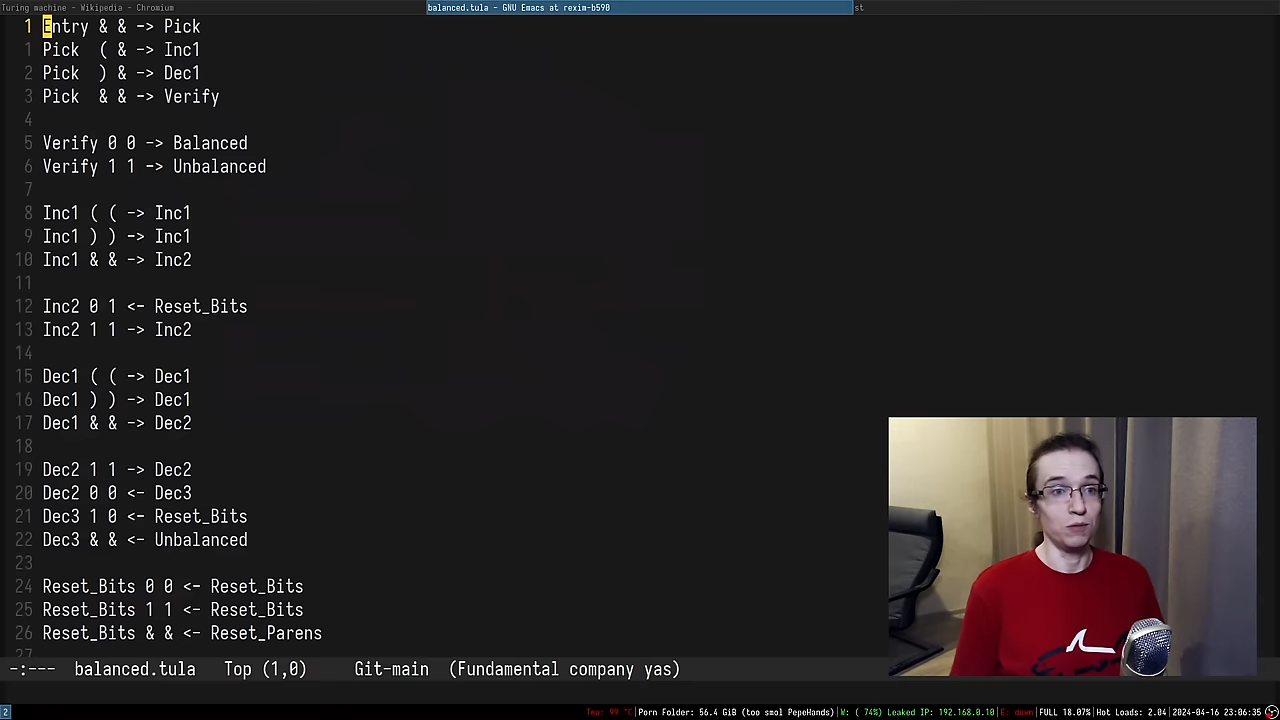 Turing machine - Wikipedia - Chromium
balanced.tula - GNU Emacs at rexim-b590
st
1 Entry & & -> Pick
1 Pick ( & -> Inc1
2 Pick ) & -> Dec1
3 Pick & & -> Verify
4
5 Verify 0 0 -> Balanced
6 Verify 1 1 -> Unbalanced
7
8 Inc1 ( ( -> Inc1
9 Inc1 ) ) -> Inc1
10 Inc1 & & -> Inc2
11
12 Inc2 0 1 <- Reset_Bits
13 Inc2 1 1 -> Inc2
14
15 Dec1 ( ( -> Dec1
16 Dec1 ) ) -> Dec1
17 Dec1 & & -> Dec2
18
19 Dec2 1 1 -> Dec2
20 Dec2 0 0 <- Dec3
21 Dec3 1 0 <- Reset_Bits
22 Dec3 & & <- Unbalanced
23
24 Reset_Bits 0 0 <- Reset_Bits
25 Reset_Bits 1 1 <- Reset_Bits
26 Reset_Bits & & <- Reset_Parens
27
-:--- balanced.tula Top (1,0) Git-main (Fundamental company yas)
2
Tep: 99 °C|Porn Folder: 56.4 GiB (too smol PepeHands)|W: ( 74%) Leaked IP: 192.168.0.10|E: down|FULL 18.07%|Hot Loads: 2.04|2024-04-16 23:06:35